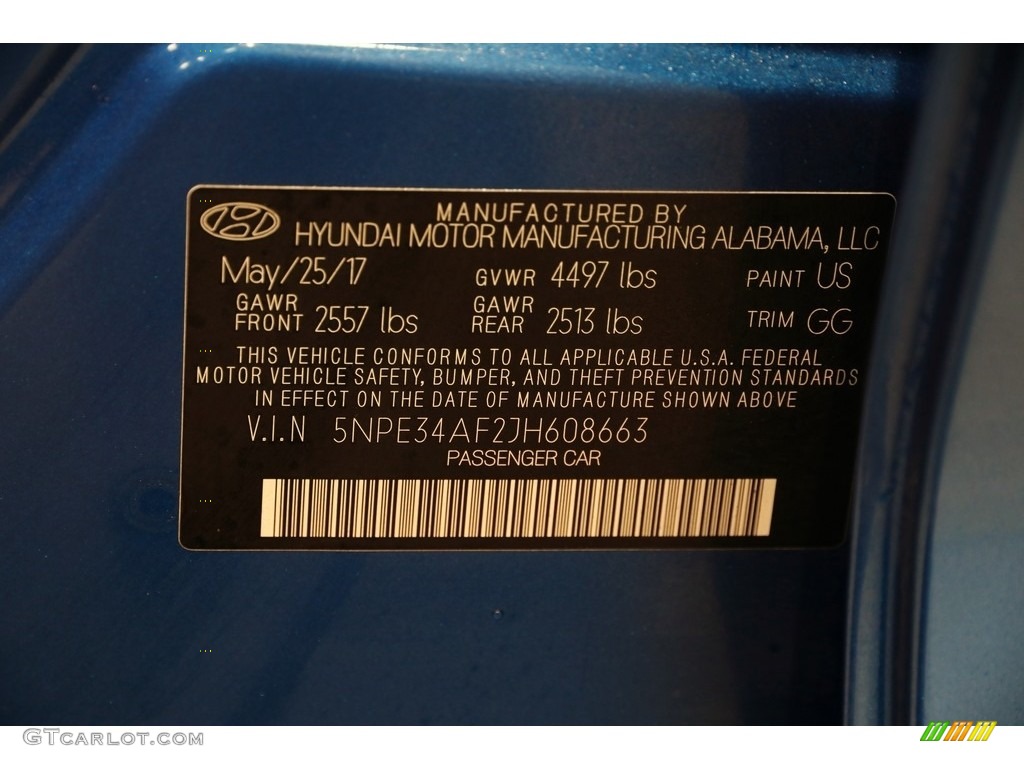 MANUFACTURED BY
HYUNDAI MOTOR MANUFACTURING ALABAMA, LLC
May/25/17 GVWR 4497 lbs PAINT US
GAWR FRONT 2557 lbs GAWR REAR 2513 lbs TRIM GG
THIS VEHICLE CONFORMS TO ALL APPLICABLE U.S.A. FEDERAL
MOTOR VEHICLE SAFETY, BUMPER, AND THEFT PREVENTION STANDARDS
IN EFFECT ON THE DATE OF MANUFACTURE SHOWN ABOVE
V.I.N 5NPE34AF2JH608663
PASSENGER CAR
GTCARLOT.COM